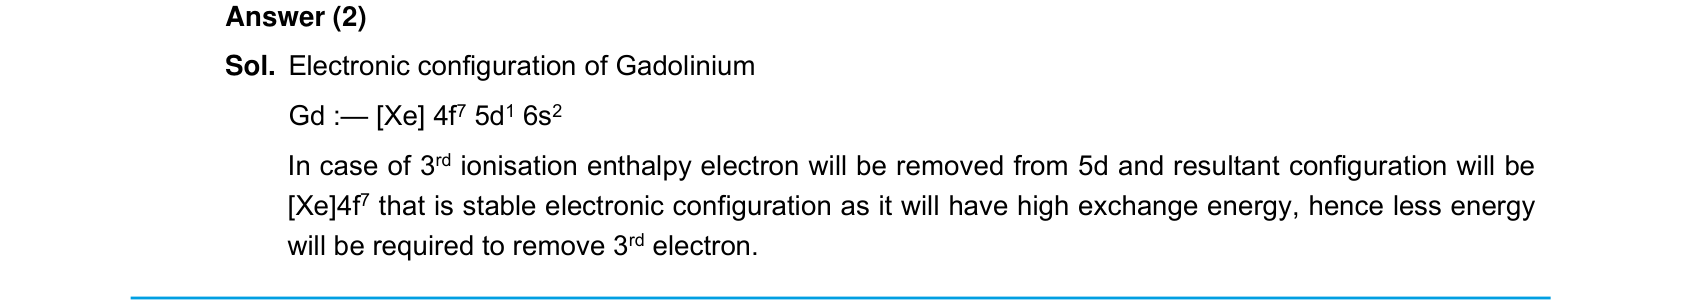 Answer (2)
Sol. Electronic configuration of Gadolinium
Gd :— [Xe] 4f⁷ 5d¹ 6s²
In case of 3ʳᵈ ionisation enthalpy electron will be removed from 5d and resultant configuration will be
[Xe]4f⁷ that is stable electronic configuration as it will have high exchange energy, hence less energy
will be required to remove 3ʳᵈ electron.